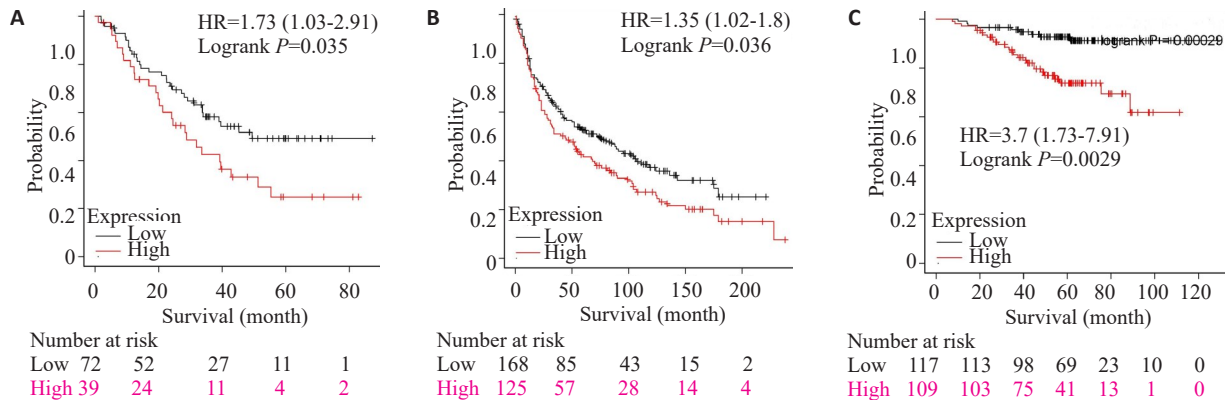 A
HR=1.73 (1.03-2.91)
Logrank P=0.035
1.0
0.8
0.6
0.4
0.2
0
Probability
Expression
Low
High
0 20 40 60 80
Survival (month)
Number at risk
Low 72 52 27 11 1
High 39 24 11 4 2
B
HR=1.35 (1.02-1.8)
Logrank P=0.036
1.0
0.8
0.6
0.4
0.2
0
Probability
Expression
Low
High
0 50 100 150 200
Survival (month)
Number at risk
Low 168 85 43 15 2
High 125 57 28 14 4
C
logrank P = 0.00029
HR=3.7 (1.73-7.91)
Logrank P=0.0029
1.0
0.8
0.6
0.4
0.2
0
Probability
Expression
Low
High
0 20 40 60 80 100 120
Survival (month)
Number at risk
Low 117 113 98 69 23 10 0
High 109 103 75 41 13 1 0